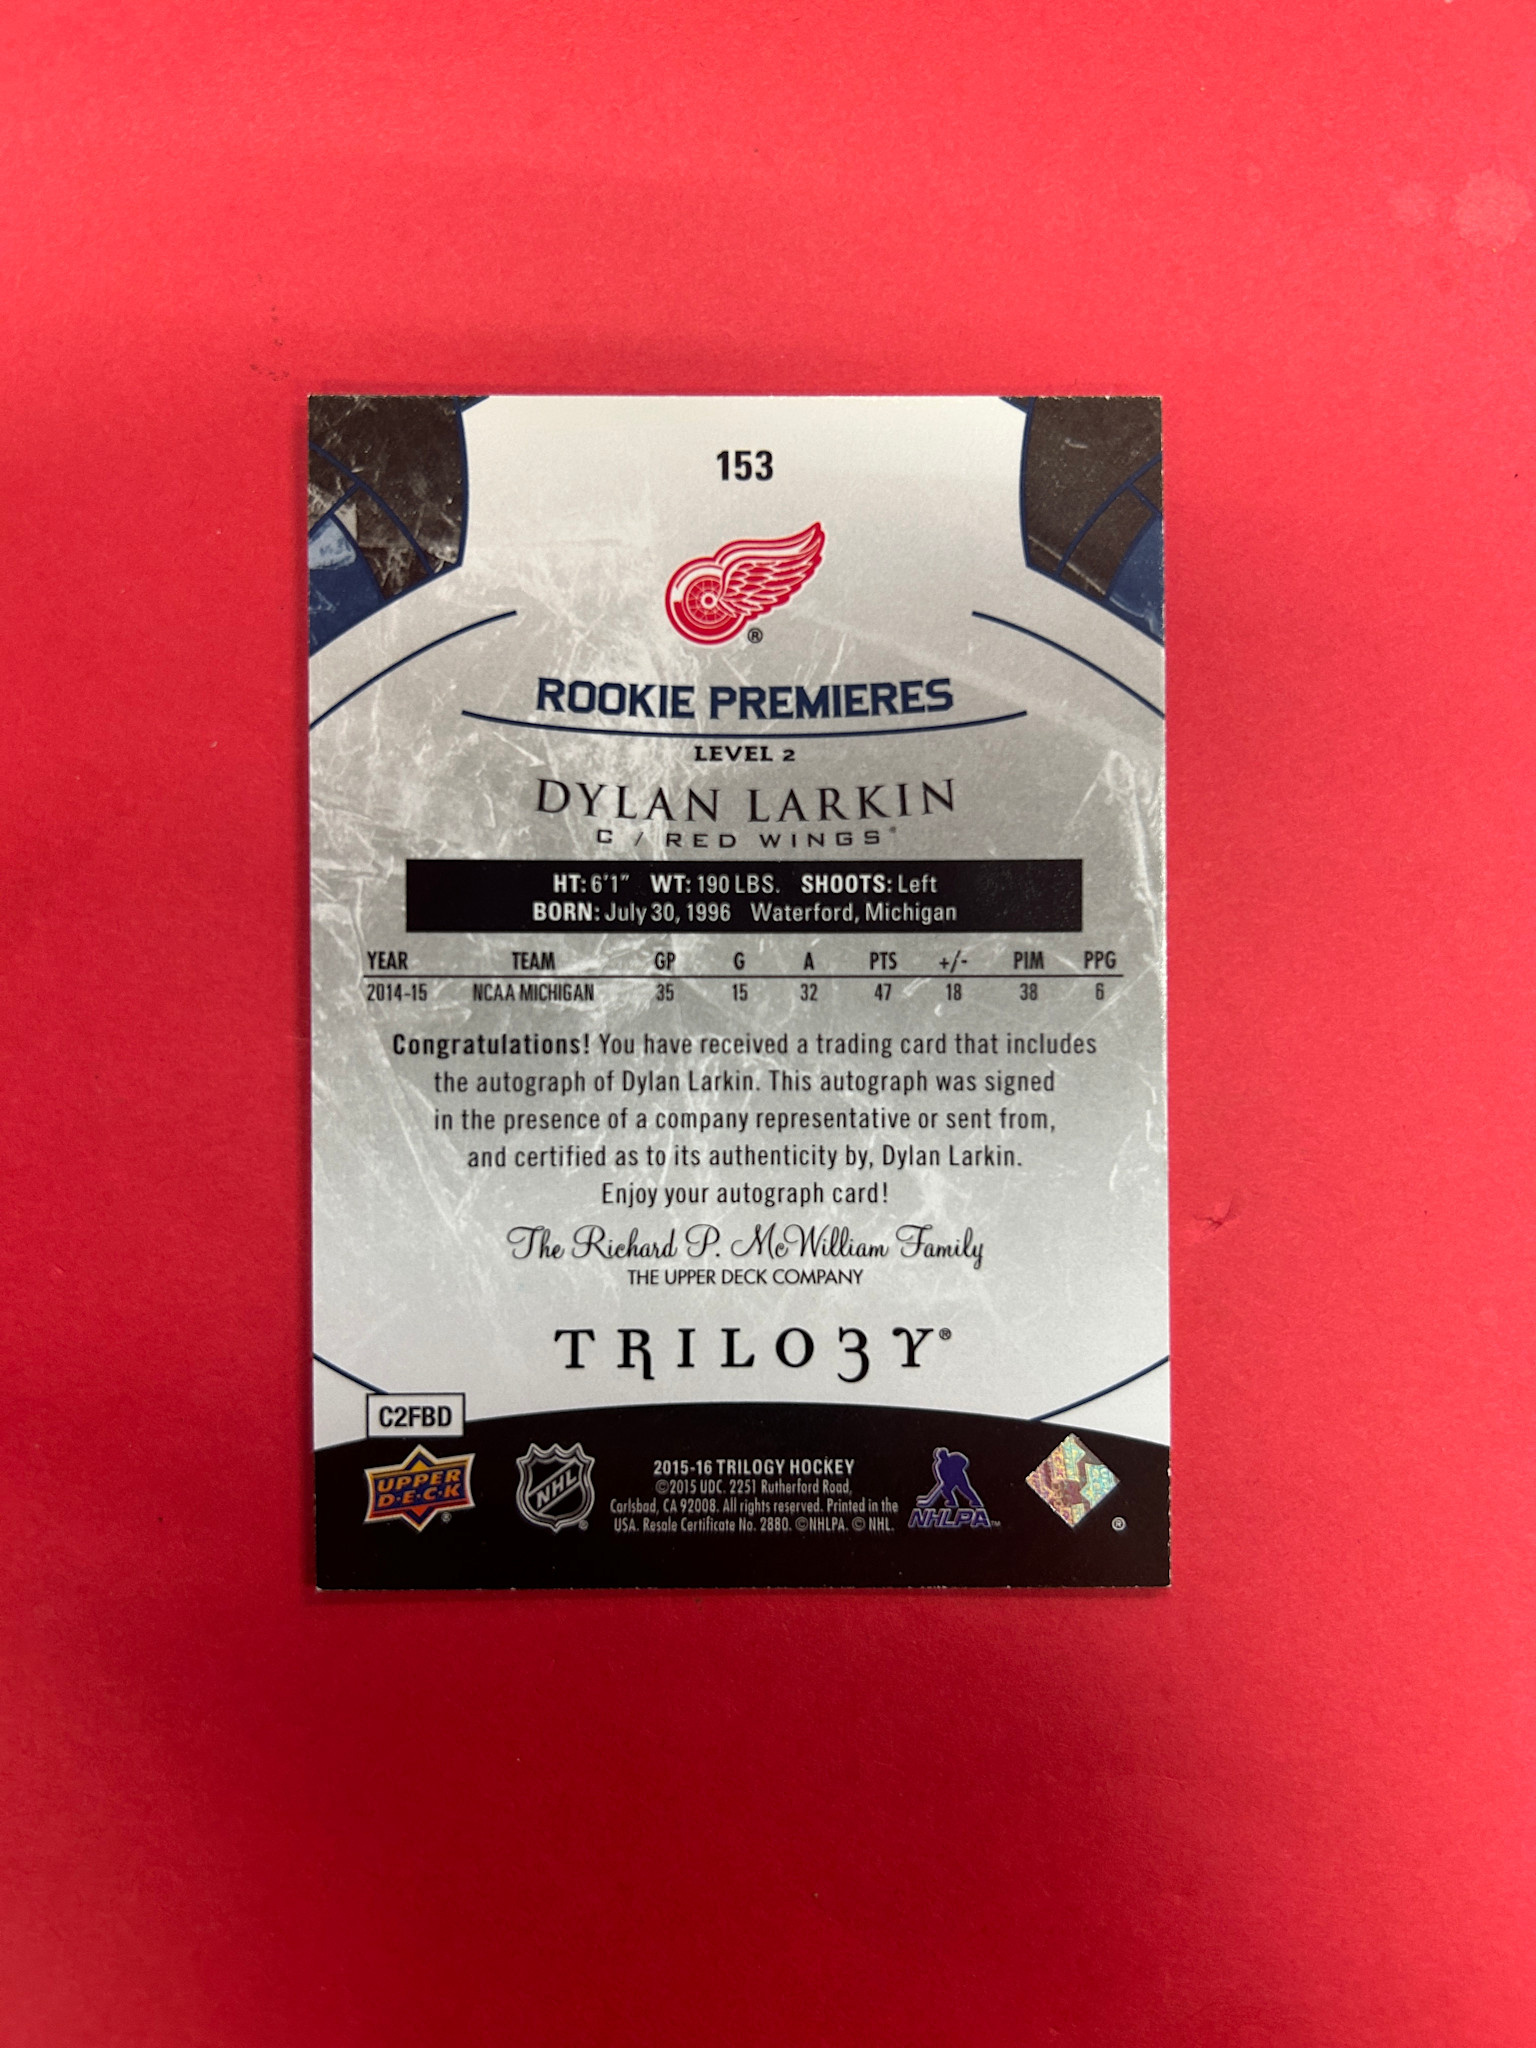 153
®
ROOKIE PREMIERES
LEVEL 2
DYLAN LARKIN
C / RED WINGS®
HT: 6'1" WT: 190 LBS. SHOOTS: Left
BORN: July 30, 1996 Waterford, Michigan
YEAR TEAM GP G A PTS +/- PIM PPG
2014-15 NCAA MICHIGAN 35 15 32 47 18 38 6
Congratulations! You have received a trading card that includes
the autograph of Dylan Larkin. This autograph was signed
in the presence of a company representative or sent from,
and certified as to its authenticity by, Dylan Larkin.
Enjoy your autograph card!
The Richard P. McWilliam Family
THE UPPER DECK COMPANY
TRILO3Y®
C2FBD
UPPER
D·E·C·K
®
NHL
®
2015-16 TRILOGY HOCKEY
©2015 UDC. 2251 Rutherford Road,
Carlsbad, CA 92008. All rights reserved. Printed in the
USA. Resale Certificate No. 2880. ©NHLPA. © NHL.
NHLPA™
®